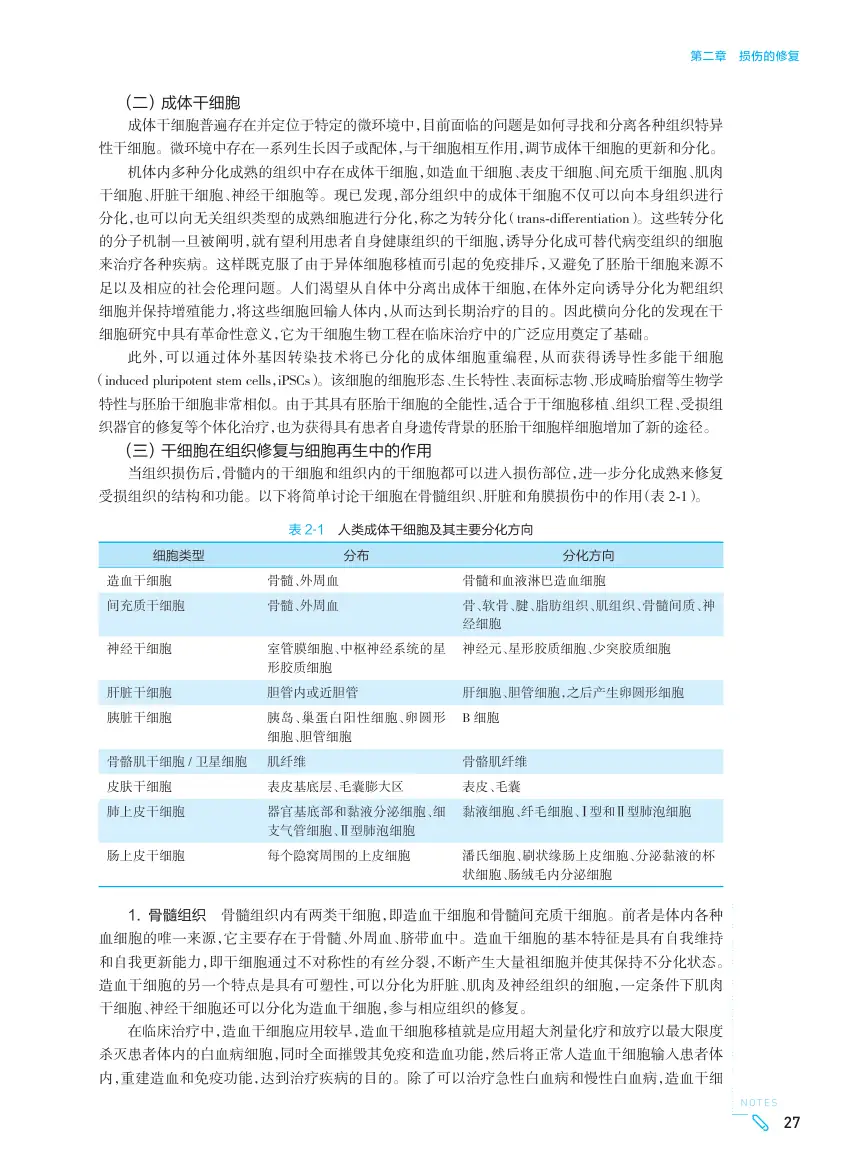 第二章 损伤的修复
（二）成体干细胞
成体干细胞普遍存在并定位于特定的微环境中，目前面临的问题是如何寻找和分离各种组织特异
性干细胞。微环境中存在一系列生长因子或配体，与干细胞相互作用，调节成体干细胞的更新和分化。
机体内多种分化成熟的组织中存在成体干细胞，如造血干细胞、表皮干细胞、间充质干细胞、肌肉
干细胞、肝脏干细胞、神经干细胞等。现已发现，部分组织中的成体干细胞不仅可以向本身组织进行
分化，也可以向无关组织类型的成熟细胞进行分化，称之为转分化（trans-differentiation）。这些转分化
的分子机制一旦被阐明，就有望利用患者自身健康组织的干细胞，诱导分化成可替代病变组织的细胞
来治疗各种疾病。这样既克服了由于异体细胞移植而引起的免疫排斥，又避免了胚胎干细胞来源不
足以及相应的社会伦理问题。人们渴望从自体中分离出成体干细胞，在体外定向诱导分化为靶组织
细胞并保持增殖能力，将这些细胞回输人体内，从而达到长期治疗的目的。因此横向分化的发现在干
细胞研究中具有革命性意义，它为干细胞生物工程在临床治疗中的广泛应用奠定了基础。
此外，可以通过体外基因转染技术将已分化的成体细胞重编程，从而获得诱导性多能干细胞
（induced pluripotent stem cells，iPSCs）。该细胞的细胞形态、生长特性、表面标志物、形成畸胎瘤等生物学
特性与胚胎干细胞非常相似。由于其具有胚胎干细胞的全能性，适合于干细胞移植、组织工程、受损组
织器官的修复等个体化治疗，也为获得具有患者自身遗传背景的胚胎干细胞样细胞增加了新的途径。
（三）干细胞在组织修复与细胞再生中的作用
当组织损伤后，骨髓内的干细胞和组织内的干细胞都可以进入损伤部位，进一步分化成熟来修复
受损组织的结构和功能。以下将简单讨论干细胞在骨髓组织、肝脏和角膜损伤中的作用（表 2-1）。
表 2-1 人类成体干细胞及其主要分化方向
细胞类型 分布 分化方向
造血干细胞 骨髓、外周血 骨髓和血液淋巴造血细胞
间充质干细胞 骨髓、外周血 骨、软骨、腱、脂肪组织、肌组织、骨髓间质、神
经细胞
神经干细胞 室管膜细胞、中枢神经系统的星 神经元、星形胶质细胞、少突胶质细胞
形胶质细胞
肝脏干细胞 胆管内或近胆管 肝细胞、胆管细胞，之后产生卵圆形细胞
胰脏干细胞 胰岛、巢蛋白阳性细胞、卵圆形 B 细胞
细胞、胆管细胞
骨骼肌干细胞 / 卫星细胞 肌纤维 骨骼肌纤维
皮肤干细胞 表皮基底层、毛囊膨大区 表皮、毛囊
肺上皮干细胞 器官基底部和黏液分泌细胞、细 黏液细胞、纤毛细胞、Ⅰ型和Ⅱ型肺泡细胞
支气管细胞、Ⅱ型肺泡细胞
肠上皮干细胞 每个隐窝周围的上皮细胞 潘氏细胞、刷状缘肠上皮细胞、分泌黏液的杯
状细胞、肠绒毛内分泌细胞
1. 骨髓组织 骨髓组织内有两类干细胞，即造血干细胞和骨髓间充质干细胞。前者是体内各种
血细胞的唯一来源，它主要存在于骨髓、外周血、脐带血中。造血干细胞的基本特征是具有自我维持
和自我更新能力，即干细胞通过不对称性的有丝分裂，不断产生大量祖细胞并使其保持不分化状态。
造血干细胞的另一个特点是具有可塑性，可以分化为肝脏、肌肉及神经组织的细胞，一定条件下肌肉
干细胞、神经干细胞还可以分化为造血干细胞，参与相应组织的修复。
在临床治疗中，造血干细胞应用较早，造血干细胞移植就是应用超大剂量化疗和放疗以最大限度
杀灭患者体内的白血病细胞，同时全面摧毁其免疫和造血功能，然后将正常人造血干细胞输入患者体
内，重建造血和免疫功能，达到治疗疾病的目的。除了可以治疗急性白血病和慢性白血病，造血干细
NOTES
27